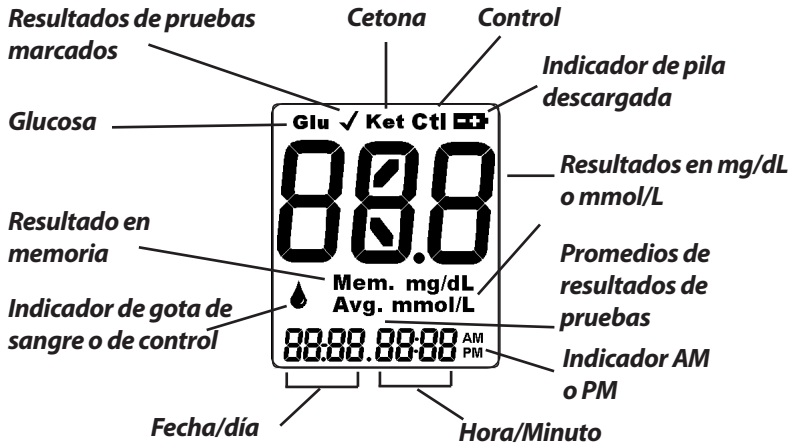 Resultados de pruebas
marcados
Cetona
Control
Indicador de pila
descargada
Glucosa
Glu ✓ Ket Ctl
88.8
Resultados en mg/dL
o mmol/L
Resultado en
memoria
Mem. mg/dL
Avg. mmol/L
Promedios de
resultados de
pruebas
Indicador de gota de
sangre o de control
88:88.88:88 AM
PM
Indicador AM
o PM
Fecha/día
Hora/Minuto